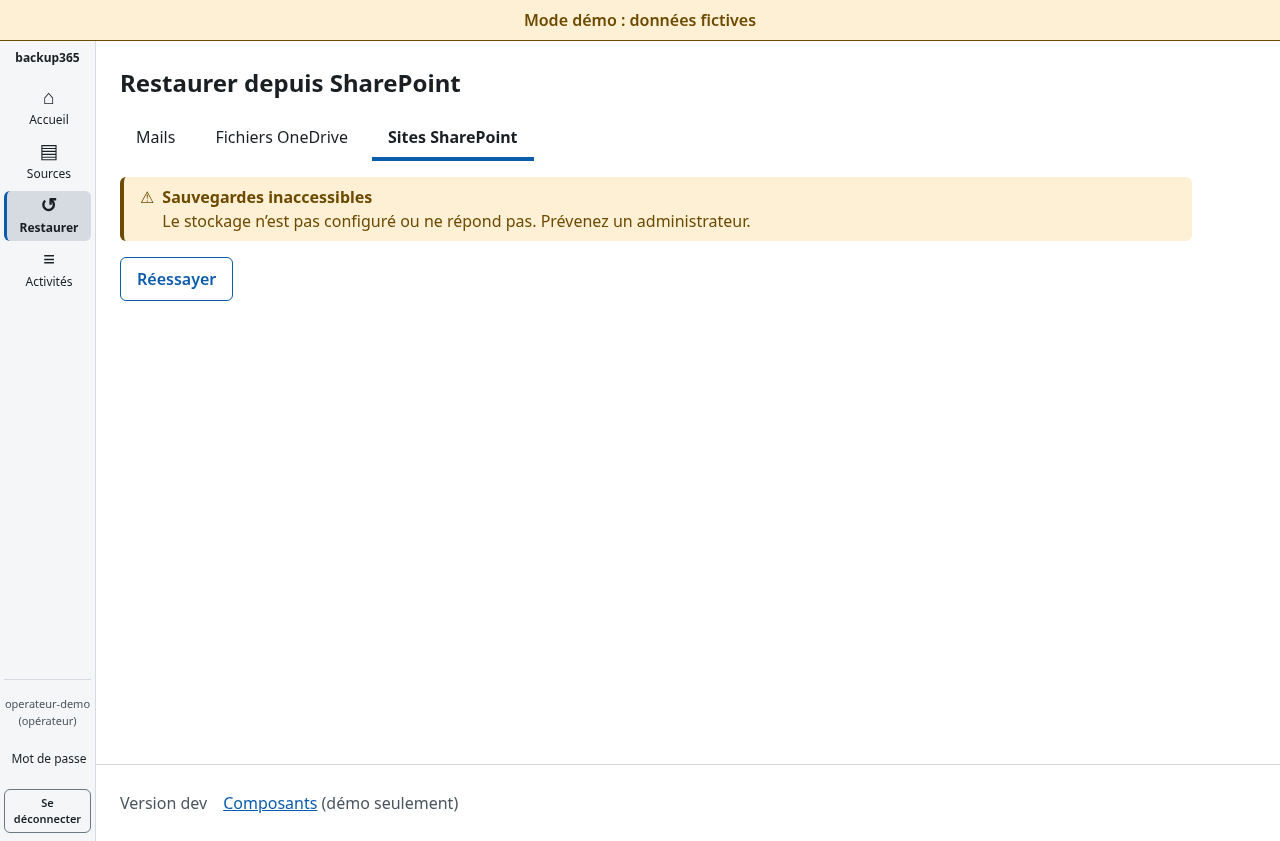 Mode démo : données fictives
backup365
Accueil
Sources
Restaurer
Activités
operateur-demo
(opérateur)
Mot de passe
Se
déconnecter
Restaurer depuis SharePoint
Mails
Fichiers OneDrive
Sites SharePoint
⚠ Sauvegardes inaccessibles
Le stockage n’est pas configuré ou ne répond pas. Prévenez un administrateur.
Réessayer
Version dev Composants (démo seulement)